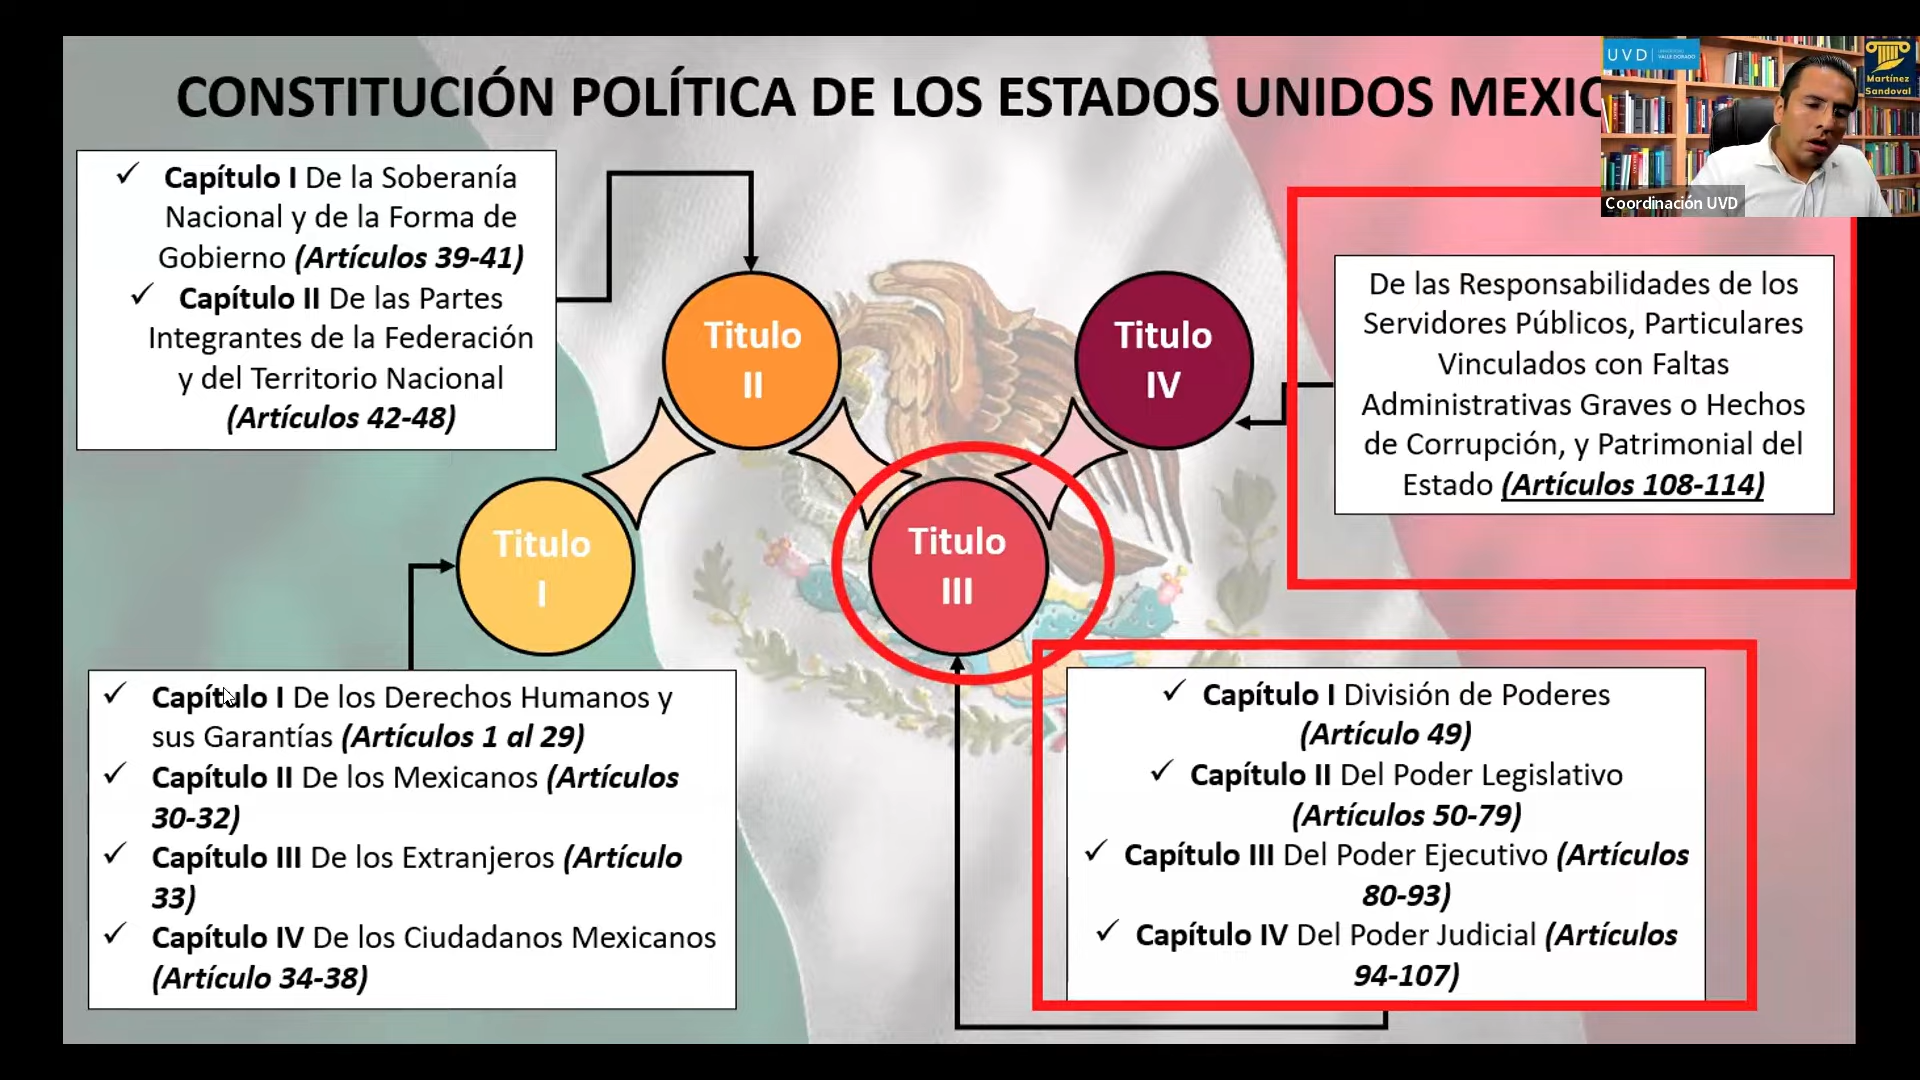 CONSTITUCIÓN POLÍTICA DE LOS ESTADOS UNIDOS MEXIC
UVD
Martínez
Sandoval
Coordinación UVD
✓ Capítulo I De la Soberanía
Nacional y de la Forma de
Gobierno (Artículos 39-41)
✓ Capítulo II De las Partes
Integrantes de la Federación
y del Territorio Nacional
(Artículos 42-48)
Titulo
II
Titulo
IV
De las Responsabilidades de los
Servidores Públicos, Particulares
Vinculados con Faltas
Administrativas Graves o Hechos
de Corrupción, y Patrimonial del
Estado (Artículos 108-114)
Titulo
I
Titulo
III
✓ Capítulo I De los Derechos Humanos y
sus Garantías (Artículos 1 al 29)
✓ Capítulo II De los Mexicanos (Artículos
30-32)
✓ Capítulo III De los Extranjeros (Artículo
33)
✓ Capítulo IV De los Ciudadanos Mexicanos
(Artículo 34-38)
✓ Capítulo I División de Poderes
(Artículo 49)
✓ Capítulo II Del Poder Legislativo
(Artículos 50-79)
✓ Capítulo III Del Poder Ejecutivo (Artículos
80-93)
✓ Capítulo IV Del Poder Judicial (Artículos
94-107)